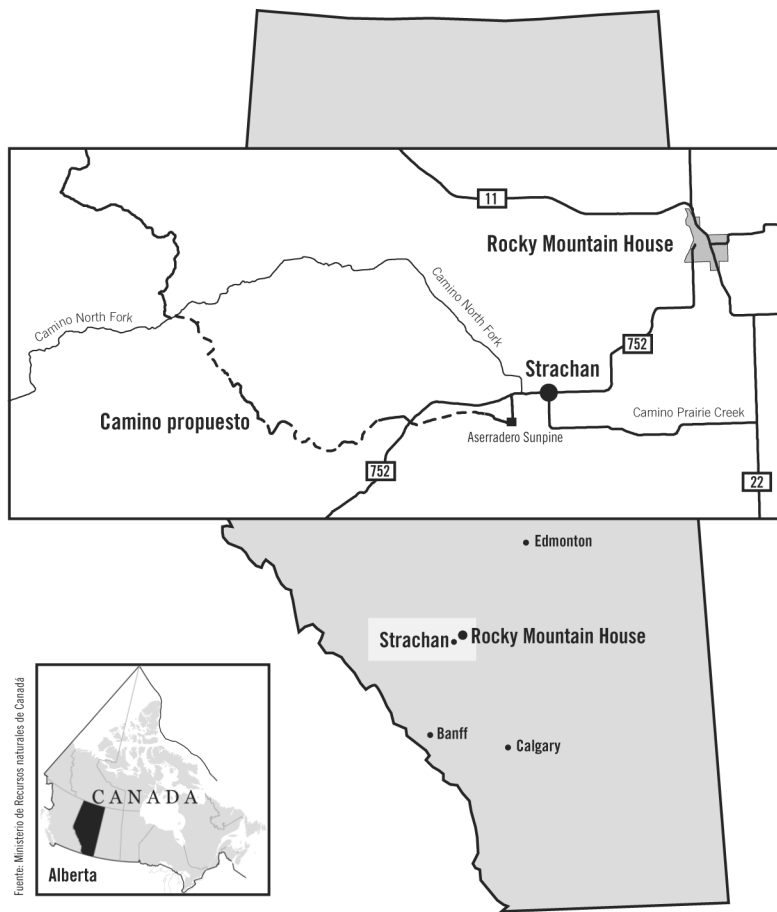 11
Rocky Mountain House
Camino North Fork
Camino North Fork
752
Strachan
Camino propuesto
Camino Prairie Creek
Aserradero Sunpine
752
22
Edmonton
Strachan
Rocky Mountain House
Banff
Calgary
CANADA
Alberta
Fuente: Ministerio de Recursos naturales de Canadá